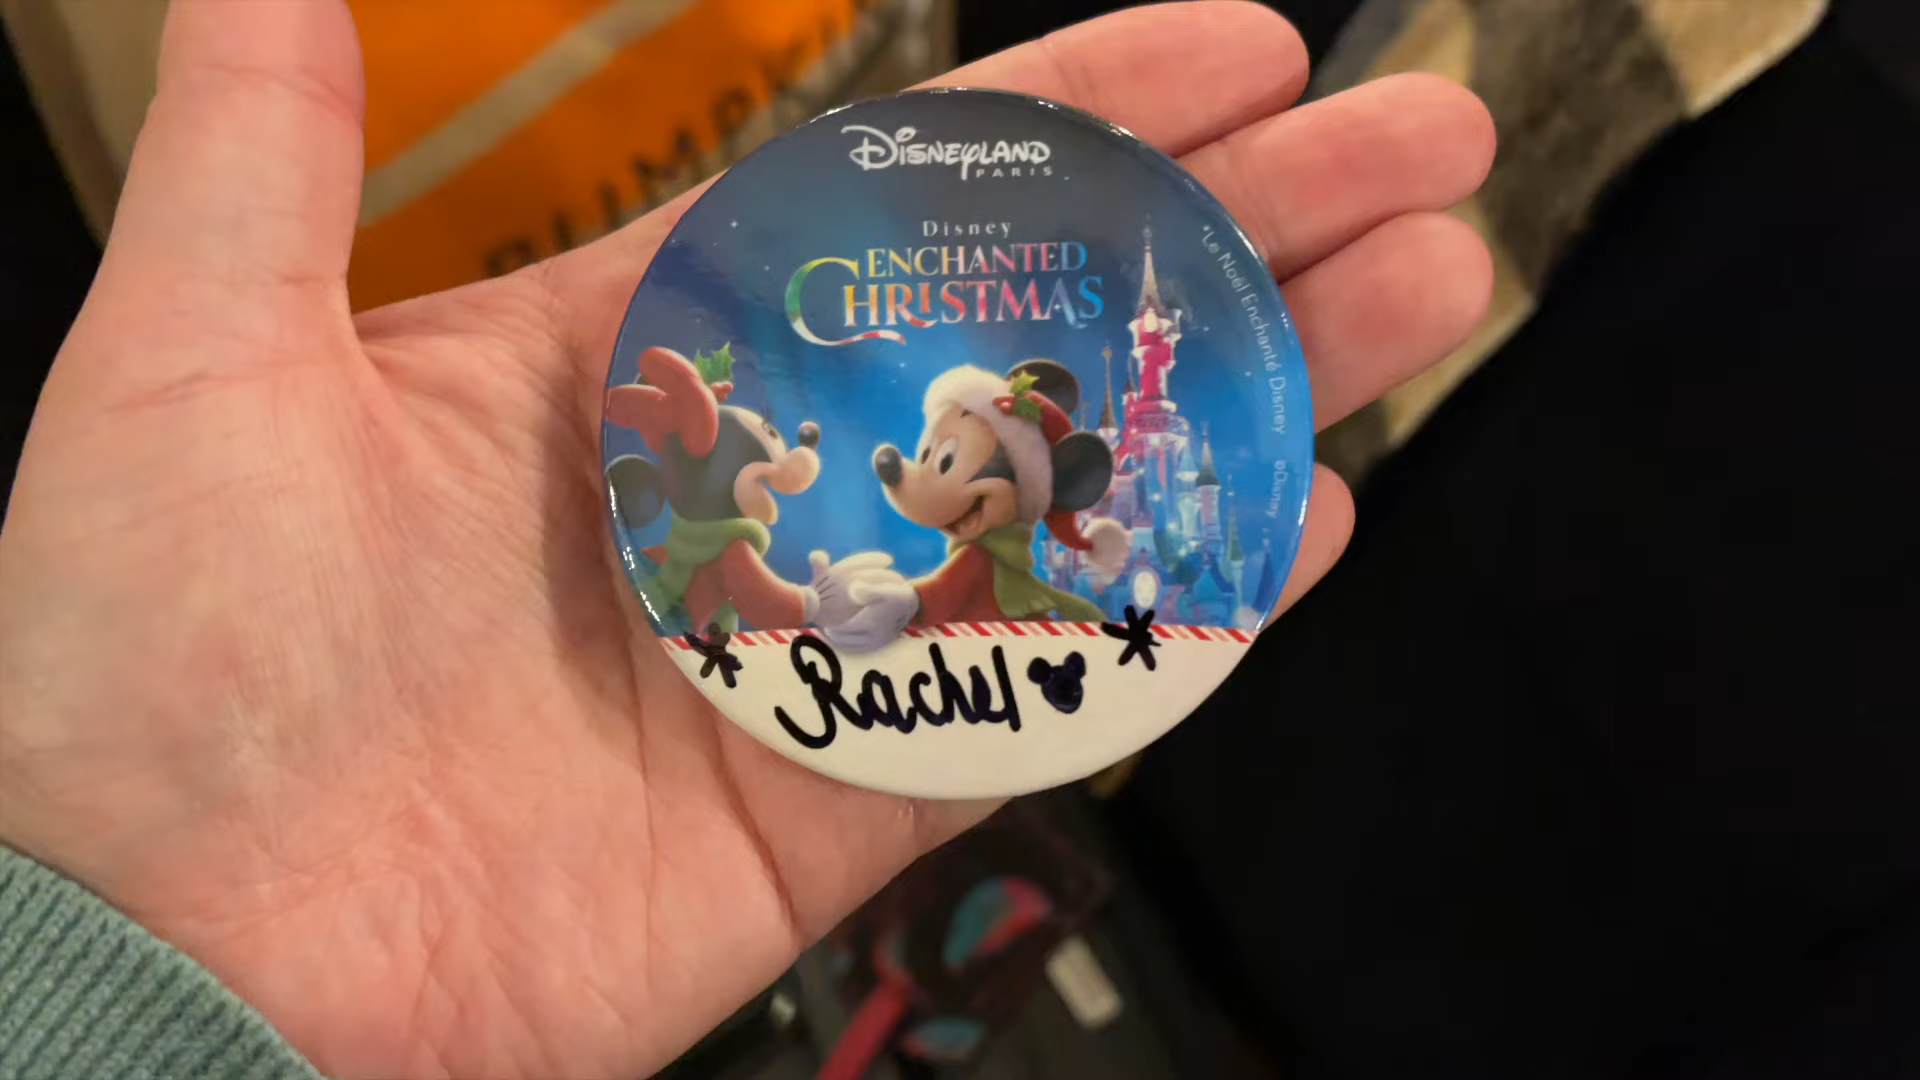 DISNEYLAND
PARIS
Disney
ENCHANTED
CHRISTMAS
*Le Noël Enchanté Disney
©Disney
Rachel